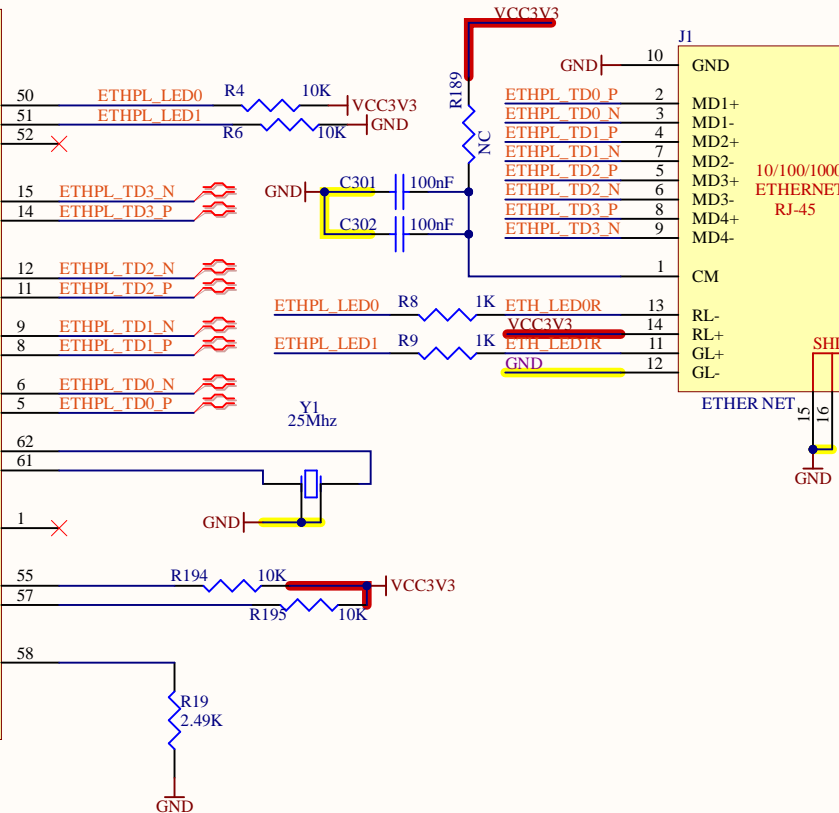 VCC3V3
J1
GND 10 GND
R189
50 ETHPL_LED0 R4 10K VCC3V3
51 ETHPL_LED1 R6 10K GND
52
ETHPL_TD0_P 2 MD1+
ETHPL_TD0_N 3 MD1-
ETHPL_TD1_P 4 MD2+
ETHPL_TD1_N 7 MD2-
ETHPL_TD2_P 5 MD3+
ETHPL_TD2_N 6 MD3-
ETHPL_TD3_P 8 MD4+
ETHPL_TD3_N 9 MD4-
NC
10/100/1000
ETHERNET
RJ-45
15 ETHPL_TD3_N
14 ETHPL_TD3_P
GND C301 100nF
C302 100nF
1 CM
12 ETHPL_TD2_N
11 ETHPL_TD2_P
9 ETHPL_TD1_N
8 ETHPL_TD1_P
6 ETHPL_TD0_N
5 ETHPL_TD0_P
ETHPL_LED0 R8 1K ETH_LED0R 13 RL-
VCC3V3 14 RL+
ETHPL_LED1 R9 1K ETH_LED1R 11 GL+
GND 12 GL-
SHI
ETHER NET
15
16
GND
Y1
25Mhz
62
61
GND
1
55 R194 10K VCC3V3
57 R195 10K
58
R19
2.49K
GND